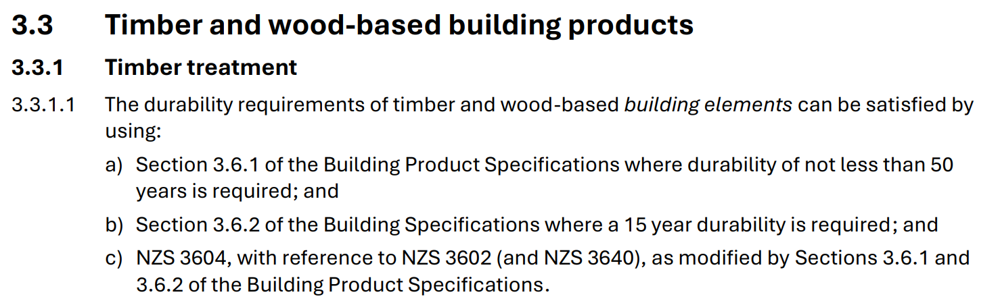 3.3 Timber and wood-based building products
3.3.1 Timber treatment
3.3.1.1 The durability requirements of timber and wood-based building elements can be satisfied by
using:
a) Section 3.6.1 of the Building Product Specifications where durability of not less than 50
years is required; and
b) Section 3.6.2 of the Building Specifications where a 15 year durability is required; and
c) NZS 3604, with reference to NZS 3602 (and NZS 3640), as modified by Sections 3.6.1 and
3.6.2 of the Building Product Specifications.